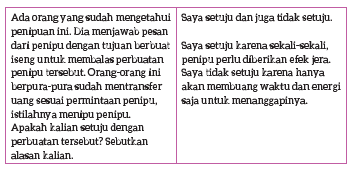 Ada orang yang sudah mengetahui
penipuan ini. Dia menjawab pesan
dari penipu dengan tujuan berbuat
iseng untuk membalas perbuatan
penipu tersebut. Orang-orang ini
berpura-pura sudah mentransfer
uang sesuai permintaan penipu,
istilahnya menipu penipu.
Apakah kalian setuju dengan
perbuatan tersebut? Sebutkan
alasan kalian.
Saya setuju dan juga tidak setuju.
Saya setuju karena sekali-sekali,
penipu perlu diberikan efek jera.
Saya tidak setuju karena hanya
akan membuang waktu dan energi
saja untuk menanggapinya.